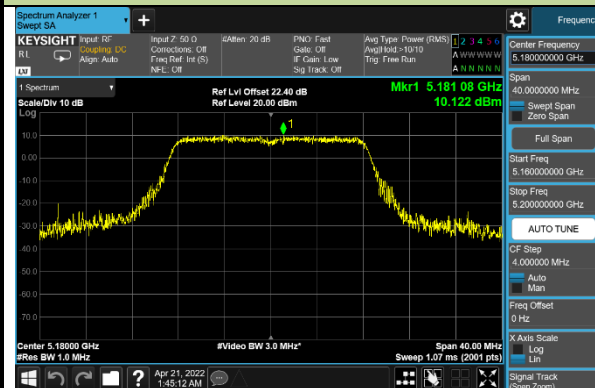 Spectrum Analyzer 1
Swept SA
+
Frequenc
KEYSIGHT
RL
LXI
Input: RF
Coupling: DC
Align: Auto
Input Z: 50 Ω
Corrections: Off
Freq Ref: Int (S)
NFE: Off
#Atten: 20 dB
PNO: Fast
Gate: Off
IF Gain: Low
Sig Track: Off
Avg Type: Power (RMS)
Avg|Hold:>10/10
Trig: Free Run
1 2 3 4 5 6
A W W W W W
A N N N N N
1 Spectrum
Scale/Div 10 dB
Log
Ref Lvl Offset 22.40 dB
Ref Level 20.00 dBm
Mkr1 5.181 08 GHz
10.122 dBm
1
10.0
0.00
-10.0
-20.0
-30.0
-40.0
-50.0
-60.0
-70.0
Center 5.18000 GHz
#Res BW 1.0 MHz
#Video BW 3.0 MHz*
Span 40.00 MHz
Sweep 1.07 ms (2001 pts)
Center Frequency
5.180000000 GHz
Span
40.0000000 MHz
Swept Span
Zero Span
Full Span
Start Freq
5.160000000 GHz
Stop Freq
5.200000000 GHz
AUTO TUNE
CF Step
4.000000 MHz
Auto
Man
Freq Offset
0 Hz
X Axis Scale
Log
Lin
Signal Track
(Span Zoom)
?
Apr 21, 2022
1:45:12 AM